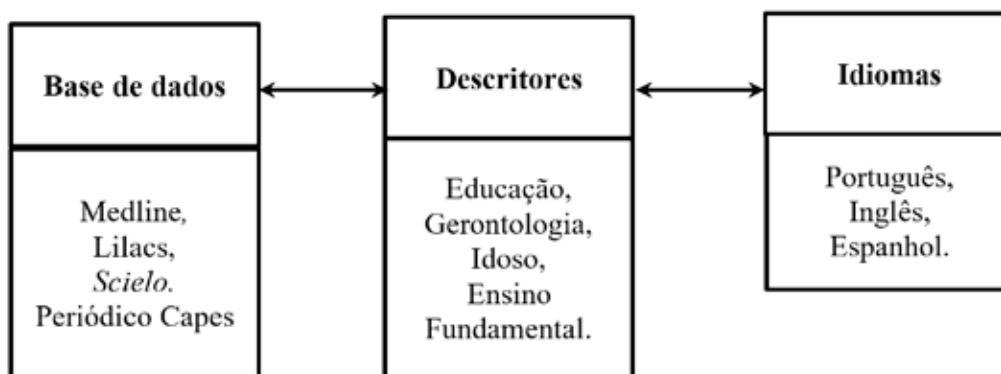 Base de dados
Medline,
Lilacs,
Scielo.
Periódico Capes
Descritores
Educação,
Gerontologia,
Idoso,
Ensino
Fundamental.
Idiomas
Português,
Inglês,
Espanhol.